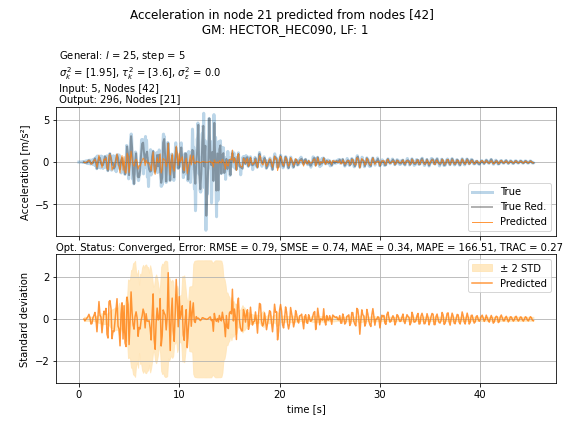 Acceleration in node 21 predicted from nodes [42]
GM: HECTOR_HEC090, LF: 1
General: l = 25, step = 5
σ²ₖ = [1.95], τ²ₖ = [3.6], σ²ε = 0.0
Input: 5, Nodes [42]
Output: 296, Nodes [21]
Acceleration [m/s²]
5
0
−5
True
True Red.
Predicted
Opt. Status: Converged, Error: RMSE = 0.79, SMSE = 0.74, MAE = 0.34, MAPE = 166.51, TRAC = 0.27
Standard deviation
2
0
−2
± 2 STD
Predicted
0 10 20 30 40
time [s]